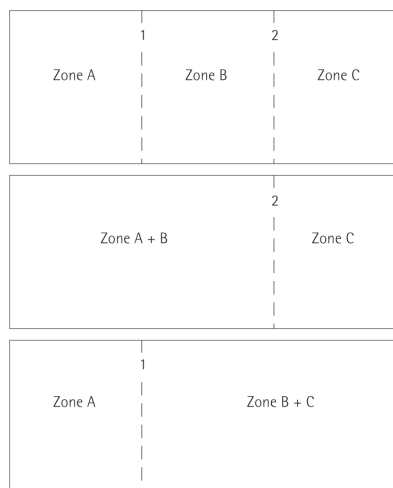 1 2
Zone A Zone B Zone C
2
Zone A + B Zone C
1
Zone A Zone B + C